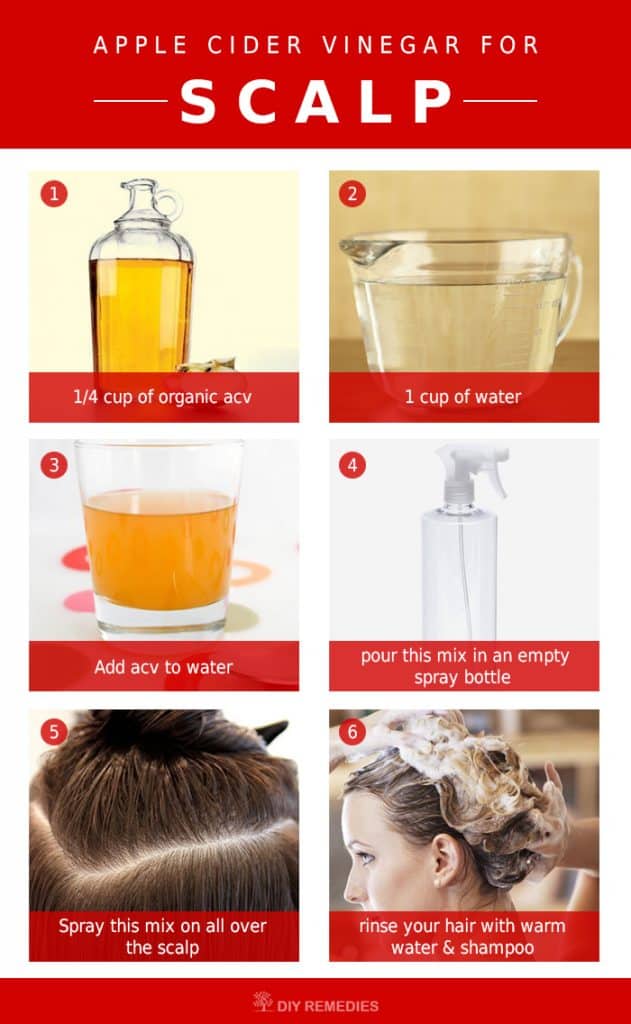 APPLE CIDER VINEGAR FOR
SCALP
1
1/4 cup of organic acv
2
1 cup of water
3
Add acv to water
4
pour this mix in an empty
spray bottle
5
Spray this mix on all over
the scalp
6
rinse your hair with warm
water & shampoo
DIY REMEDIES